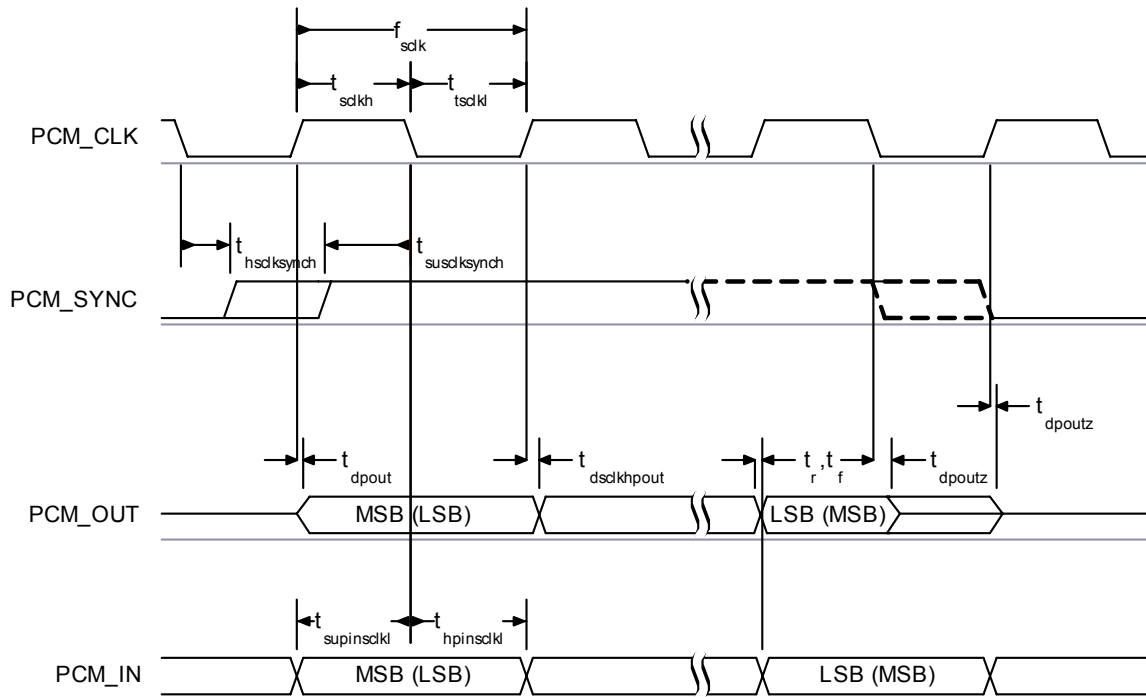 f sclk
t sclkh
t tsclkl
PCM_CLK
t hsclksynch
t susclksynch
PCM_SYNC
t dpoutz
t dpout
t dsclkhpout
t r ,t f
t dpoutz
PCM_OUT
MSB (LSB)
LSB (MSB)
t supinsclkl
t hpinsclkl
PCM_IN
MSB (LSB)
LSB (MSB)